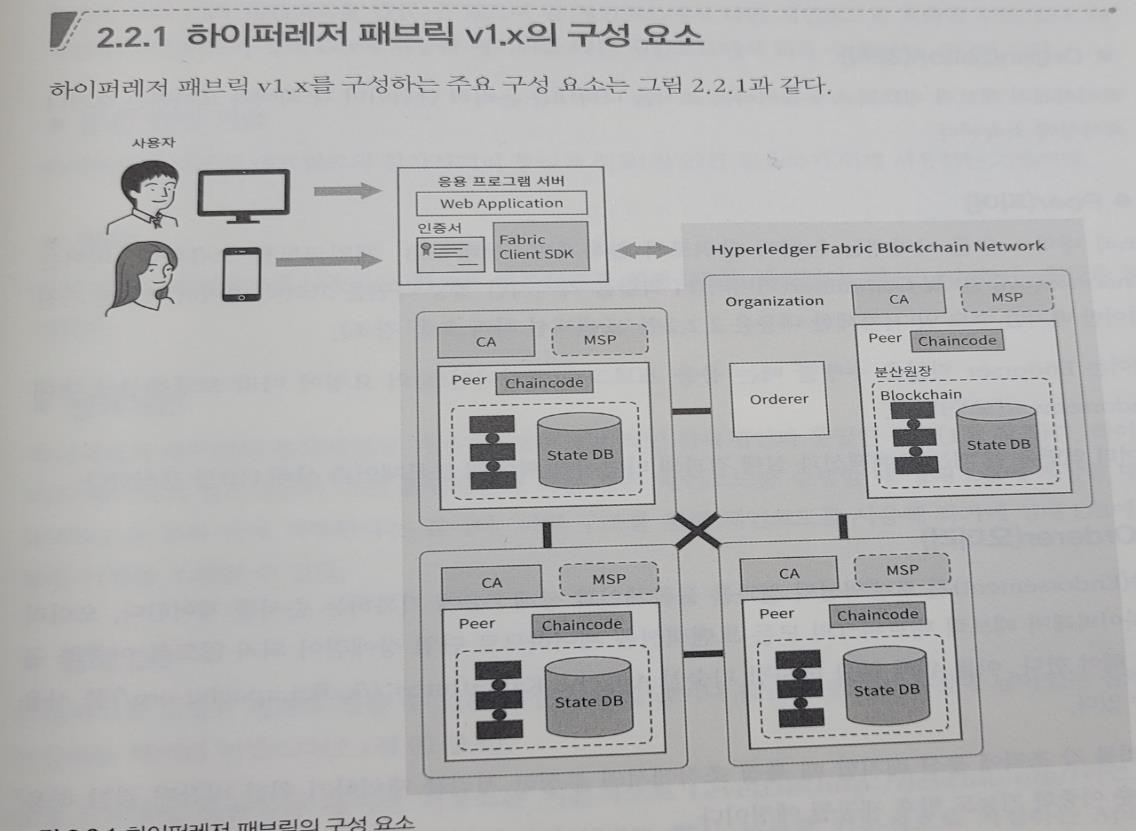 2.2.1 하이퍼레저 패브릭 v1.x의 구성 요소
하이퍼레저 패브릭 v1.x를 구성하는 주요 구성 요소는 그림 2.2.1과 같다.
사용자
응용 프로그램 서버
Web Application
인증서
Fabric
Client SDK
Hyperledger Fabric Blockchain Network
Organization
CA
MSP
Peer
Chaincode
분산원장
Blockchain
State DB
Orderer
CA
MSP
Peer
Chaincode
State DB
CA
MSP
Peer
Chaincode
State DB
CA
MSP
Peer
Chaincode
State DB
2.2.1 하이퍼레저 패브릭의 구성 요소